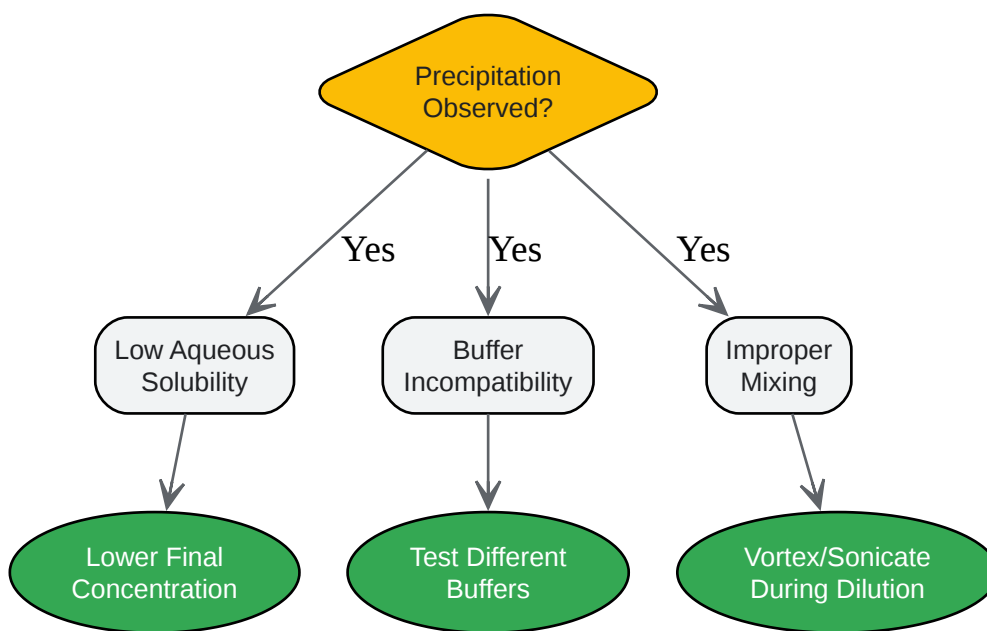 Precipitation
Observed?
Yes
Yes
Yes
Low Aqueous
Solubility
Buffer
Incompatibility
Improper
Mixing
Lower Final
Concentration
Test Different
Buffers
Vortex/Sonicate
During Dilution